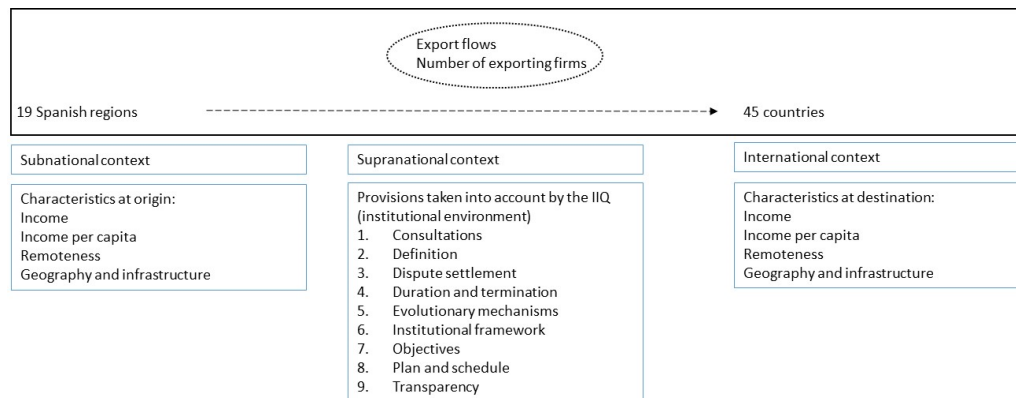 Export flows
Number of exporting firms
19 Spanish regions
45 countries
Subnational context
Characteristics at origin:
Income
Income per capita
Remoteness
Geography and infrastructure
Supranational context
Provisions taken into account by the IIQ
(institutional environment)
1. Consultations
2. Definition
3. Dispute settlement
4. Duration and termination
5. Evolutionary mechanisms
6. Institutional framework
7. Objectives
8. Plan and schedule
9. Transparency
International context
Characteristics at destination:
Income
Income per capita
Remoteness
Geography and infrastructure